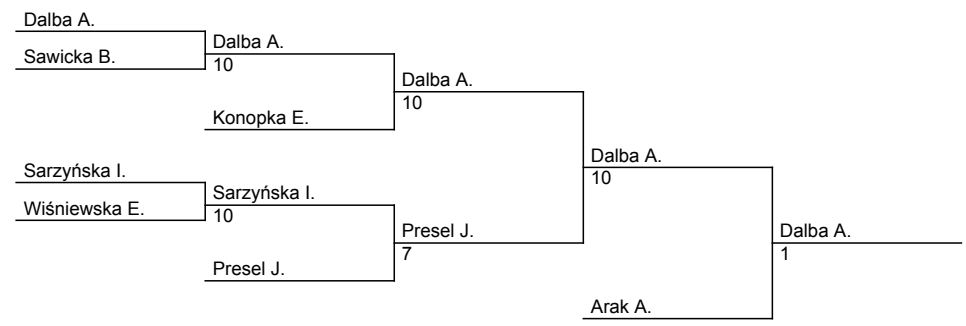 Dalba A.
Sawicka B.
Dalba A.
10
Konopka E.
Dalba A.
10
Sarzyńska I.
Wiśniewska E.
Sarzyńska I.
10
Presel J.
Presel J.
7
Dalba A.
10
Arak A.
Dalba A.
1